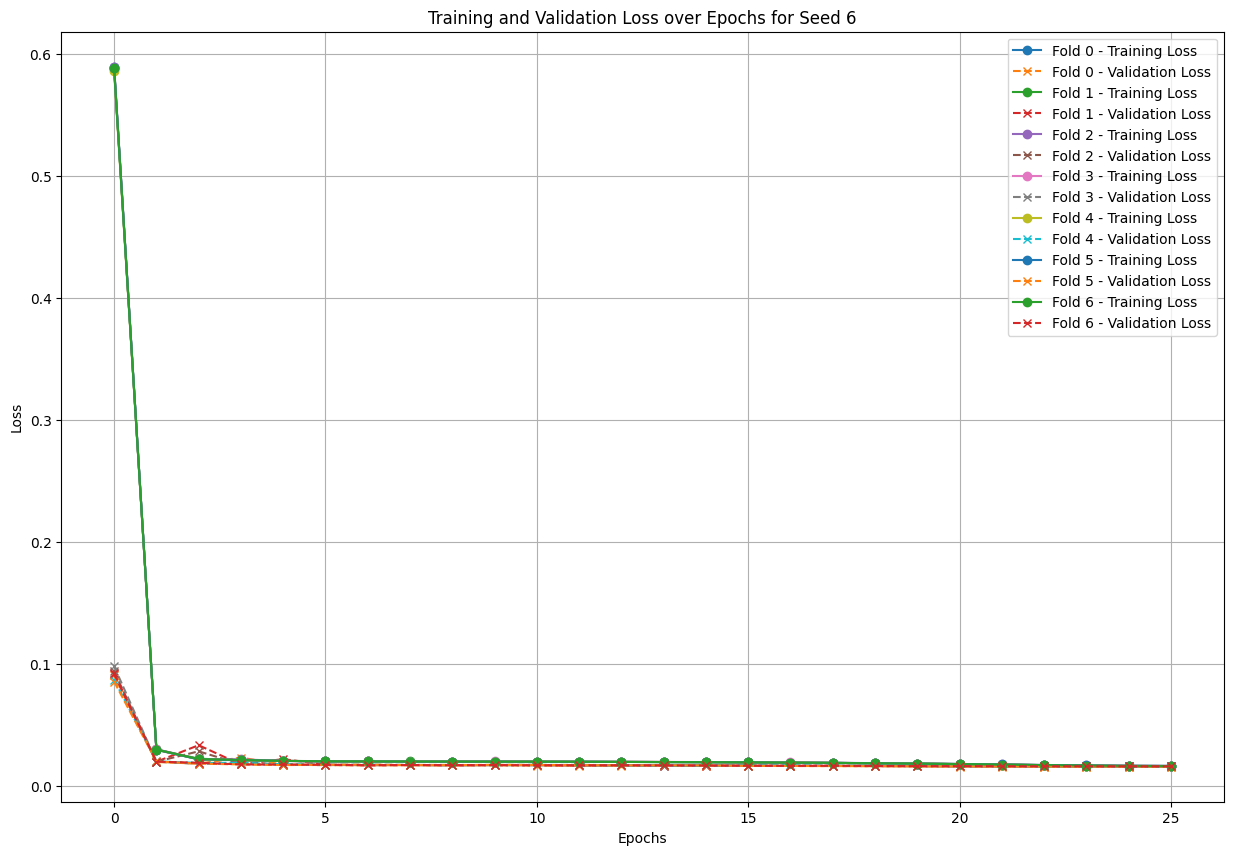 Training and Validation Loss over Epochs for Seed 6
Fold 0 - Training Loss
Fold 0 - Validation Loss
Fold 1 - Training Loss
Fold 1 - Validation Loss
Fold 2 - Training Loss
Fold 2 - Validation Loss
Fold 3 - Training Loss
Fold 3 - Validation Loss
Fold 4 - Training Loss
Fold 4 - Validation Loss
Fold 5 - Training Loss
Fold 5 - Validation Loss
Fold 6 - Training Loss
Fold 6 - Validation Loss
0.6
0.5
0.4
0.3
0.2
0.1
0.0
Loss
0 5 10 15 20 25
Epochs